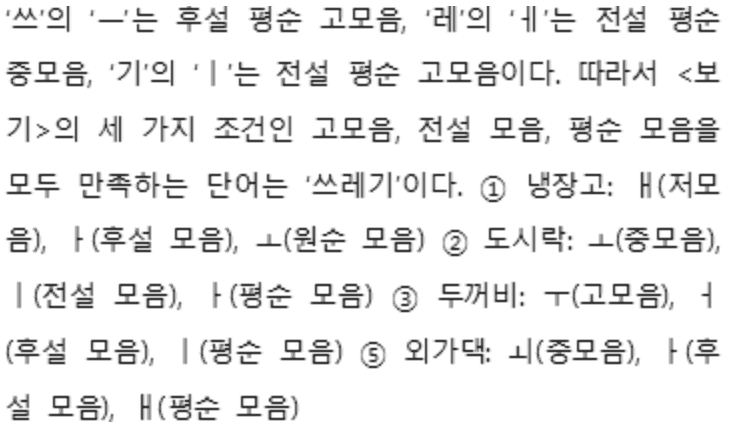 ‘쓰’의 ‘ㅡ’는 후설 평순 고모음, ‘레’의 ‘ㅔ’는 전설 평순
중모음, ‘기’의 ‘ㅣ’는 전설 평순 고모음이다. 따라서 <보
기>의 세 가지 조건인 고모음, 전설 모음, 평순 모음을
모두 만족하는 단어는 ‘쓰레기’이다. ① 냉장고: ㅐ(저모
음), ㅏ(후설 모음), ㅗ(원순 모음) ② 도시락: ㅗ(중모음),
ㅣ(전설 모음), ㅏ(평순 모음) ③ 두꺼비: ㅜ(고모음), ㅓ
(후설 모음), ㅣ(평순 모음) ⑤ 외가댁: ㅚ(중모음), ㅏ(후
설 모음), ㅐ(평순 모음)